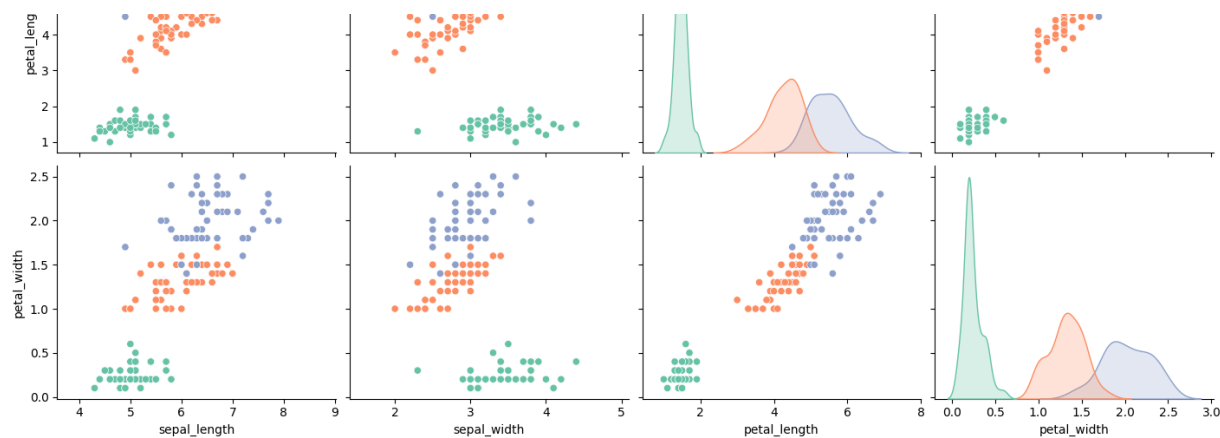 petal_leng
4
3
2
1
petal_width
2.5
2.0
1.5
1.0
0.5
0.0
4 5 6 7 8 9
2 3 4 5
2 4 6 8
0.0 0.5 1.0 1.5 2.0 2.5 3.0
sepal_length sepal_width petal_length petal_width